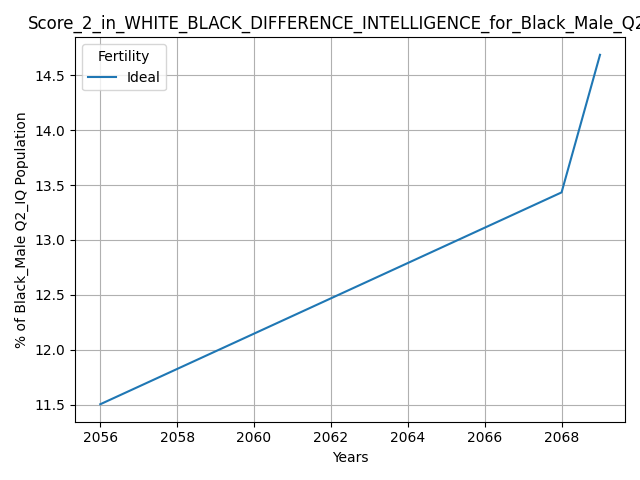 Score_2_in_WHITE_BLACK_DIFFERENCE_INTELLIGENCE_for_Black_Male_Q2
Fertility
Ideal
14.5
14.0
13.5
13.0
12.5
12.0
11.5
% of Black_Male Q2_IQ Population
2056 2058 2060 2062 2064 2066 2068
Years